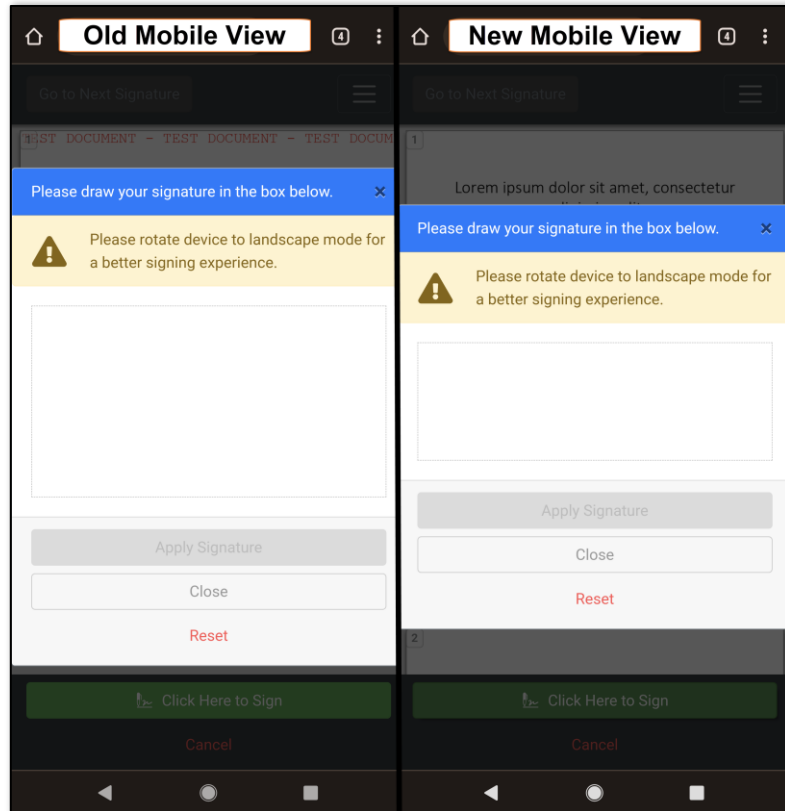 Old Mobile View
4
Go to Next Signature
1
TEST DOCUMENT - TEST DOCUMENT - TEST DOCUM
Please draw your signature in the box below. ×
Please rotate device to landscape mode for
a better signing experience.
Apply Signature
Close
Reset
Click Here to Sign
Cancel
New Mobile View
4
Go to Next Signature
1
Lorem ipsum dolor sit amet, consectetur
Please draw your signature in the box below. ×
Please rotate device to landscape mode for
a better signing experience.
Apply Signature
Close
Reset
2
Click Here to Sign
Cancel